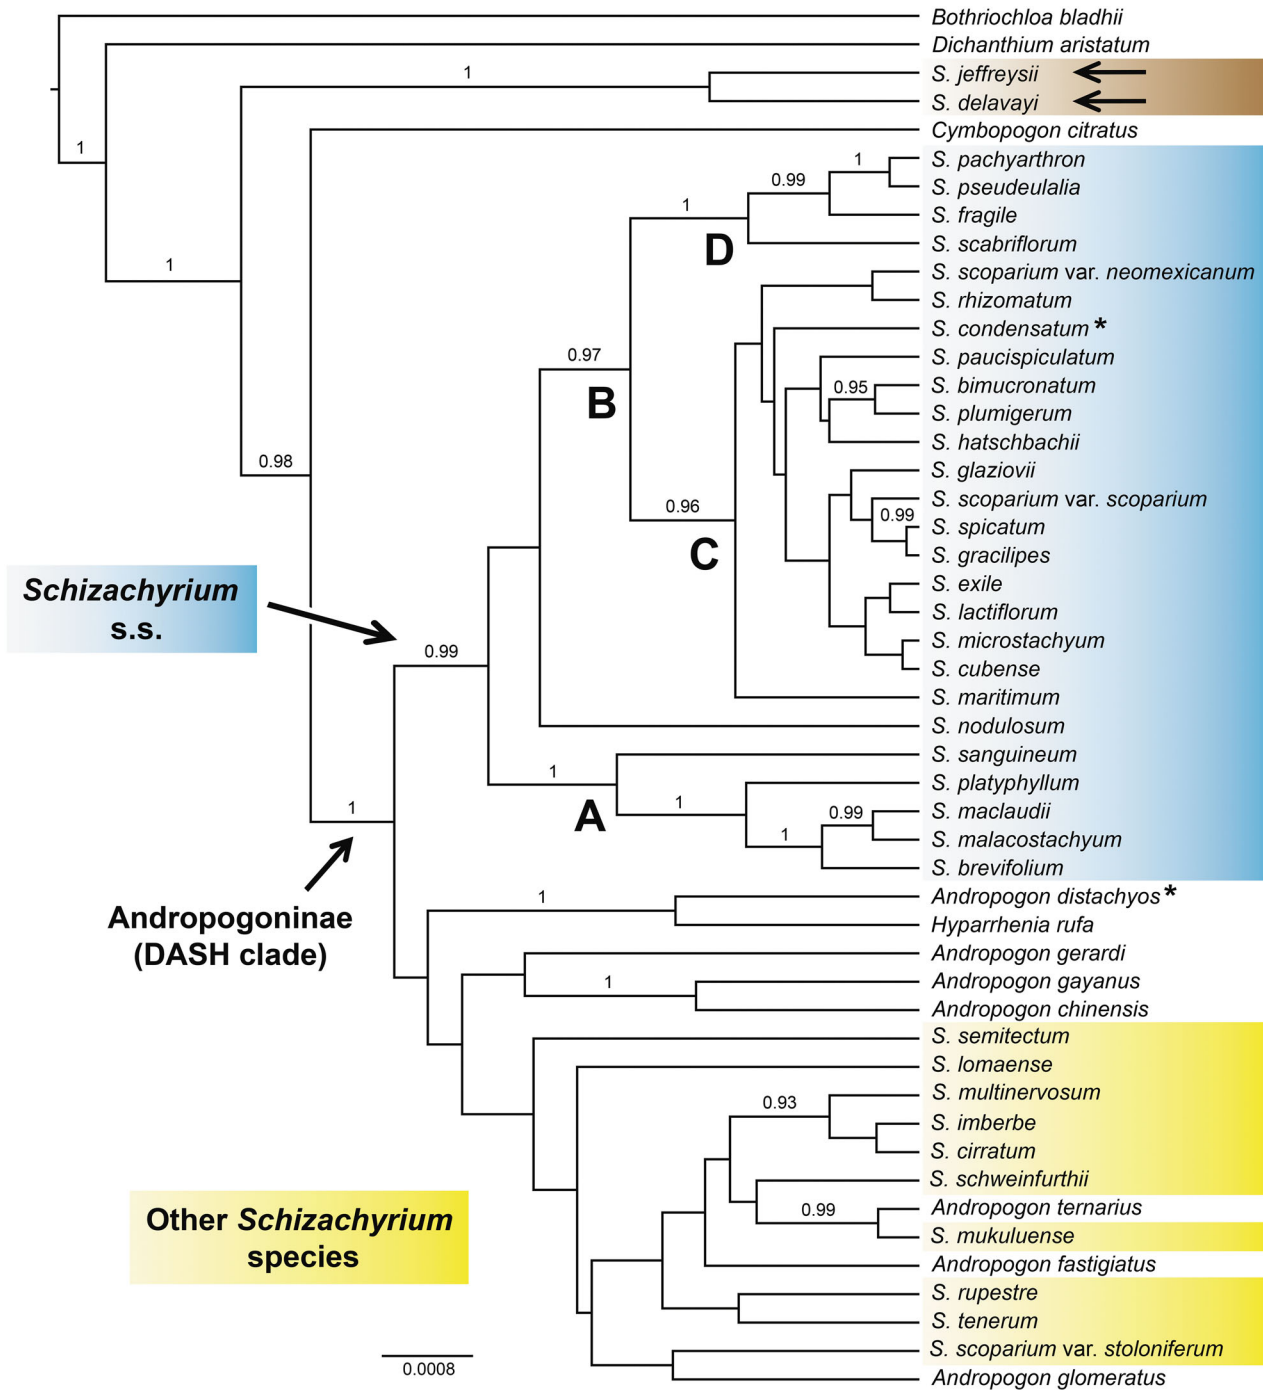 Bothriochloa bladhii
Dichanthium aristatum
1
S. jeffreysii
S. delavayi
1
Cymbopogon citratus
1
S. pachyarthron
0.99
S. pseudeulalia
1
S. fragile
D
S. scabriflorum
1
S. scoparium var. neomexicanum
S. rhizomatum
S. condensatum *
0.97
S. paucispiculatum
B
0.95
S. bimucronatum
S. plumigerum
S. hatschbachii
0.98
S. glaziovii
0.96
S. scoparium var. scoparium
0.99
S. spicatum
C
S. gracilipes
Schizachyrium
s.s.
S. exile
S. lactiflorum
0.99
S. microstachyum
S. cubense
S. maritimum
S. nodulosum
S. sanguineum
1
A
S. platyphyllum
1
1
0.99
S. maclaudii
1
S. malacostachyum
S. brevifolium
Andropogoninae
(DASH clade)
1
Andropogon distachyos *
Hyparrhenia rufa
Andropogon gerardi
1
Andropogon gayanus
Andropogon chinensis
S. semitectum
S. lomaense
0.93
S. multinervosum
S. imberbe
S. cirratum
S. schweinfurthii
Other Schizachyrium
species
0.99
Andropogon ternarius
S. mukuluense
Andropogon fastigiatus
S. rupestre
S. tenerum
S. scoparium var. stoloniferum
0.0008
Andropogon glomeratus